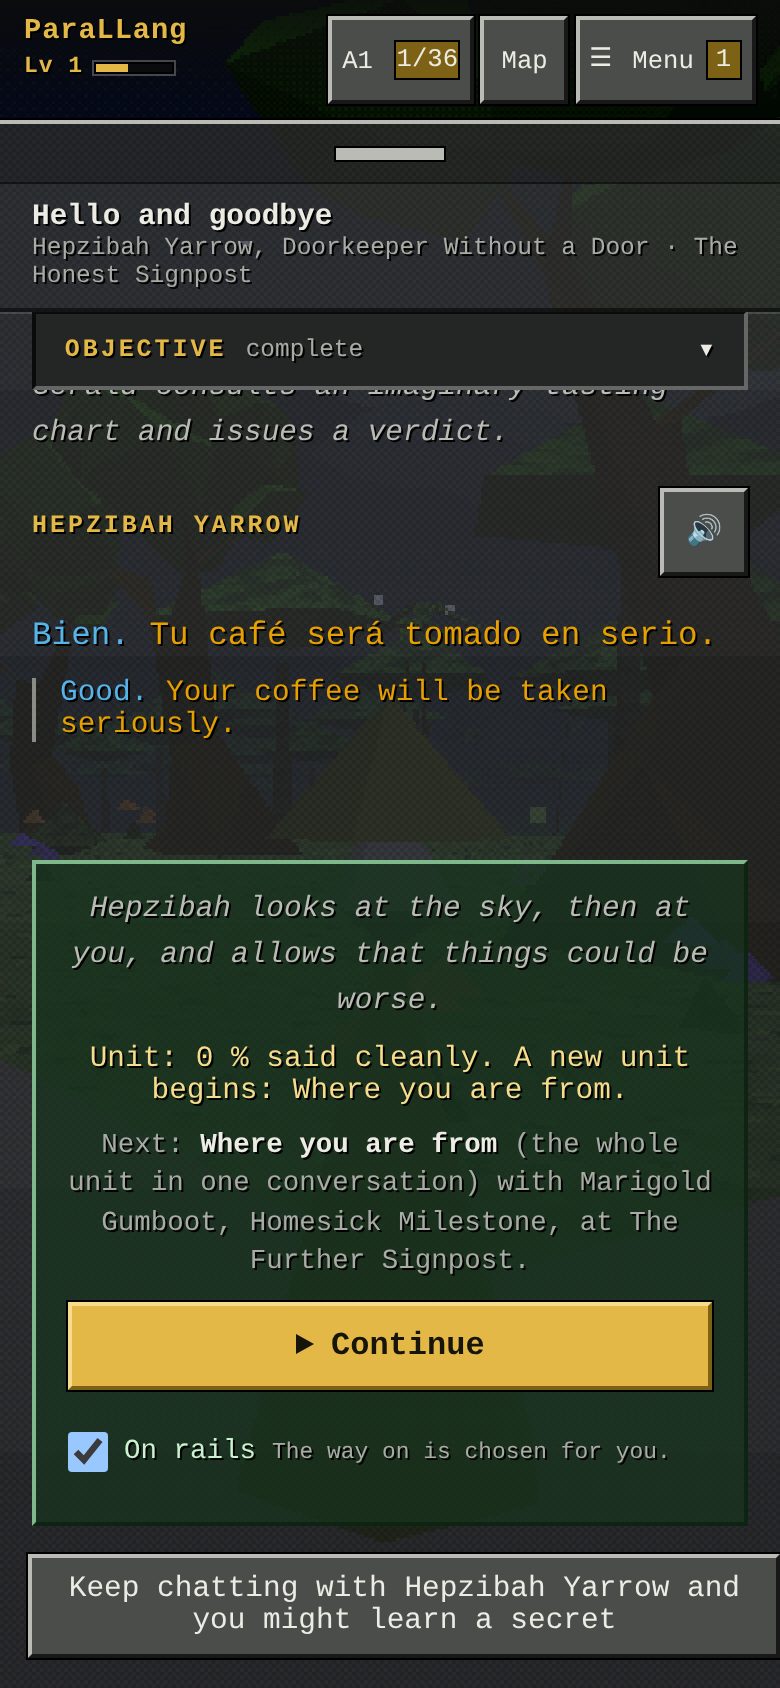 ParaLLang
Lv 1
A1 1/36
Map
☰ Menu 1
Hello and goodbye
Hepzibah Yarrow, Doorkeeper Without a Door · The
Honest Signpost
OBJECTIVE complete ▼
Gerald consults an imaginary tasting
chart and issues a verdict.
HEPZIBAH YARROW
Bien. Tu café será tomado en serio.
Good. Your coffee will be taken
seriously.
Hepzibah looks at the sky, then at
you, and allows that things could be
worse.
Unit: 0 % said cleanly. A new unit
begins: Where you are from.
Next: Where you are from (the whole
unit in one conversation) with Marigold
Gumboot, Homesick Milestone, at The
Further Signpost.
▶ Continue
On rails The way on is chosen for you.
Keep chatting with Hepzibah Yarrow and
you might learn a secret